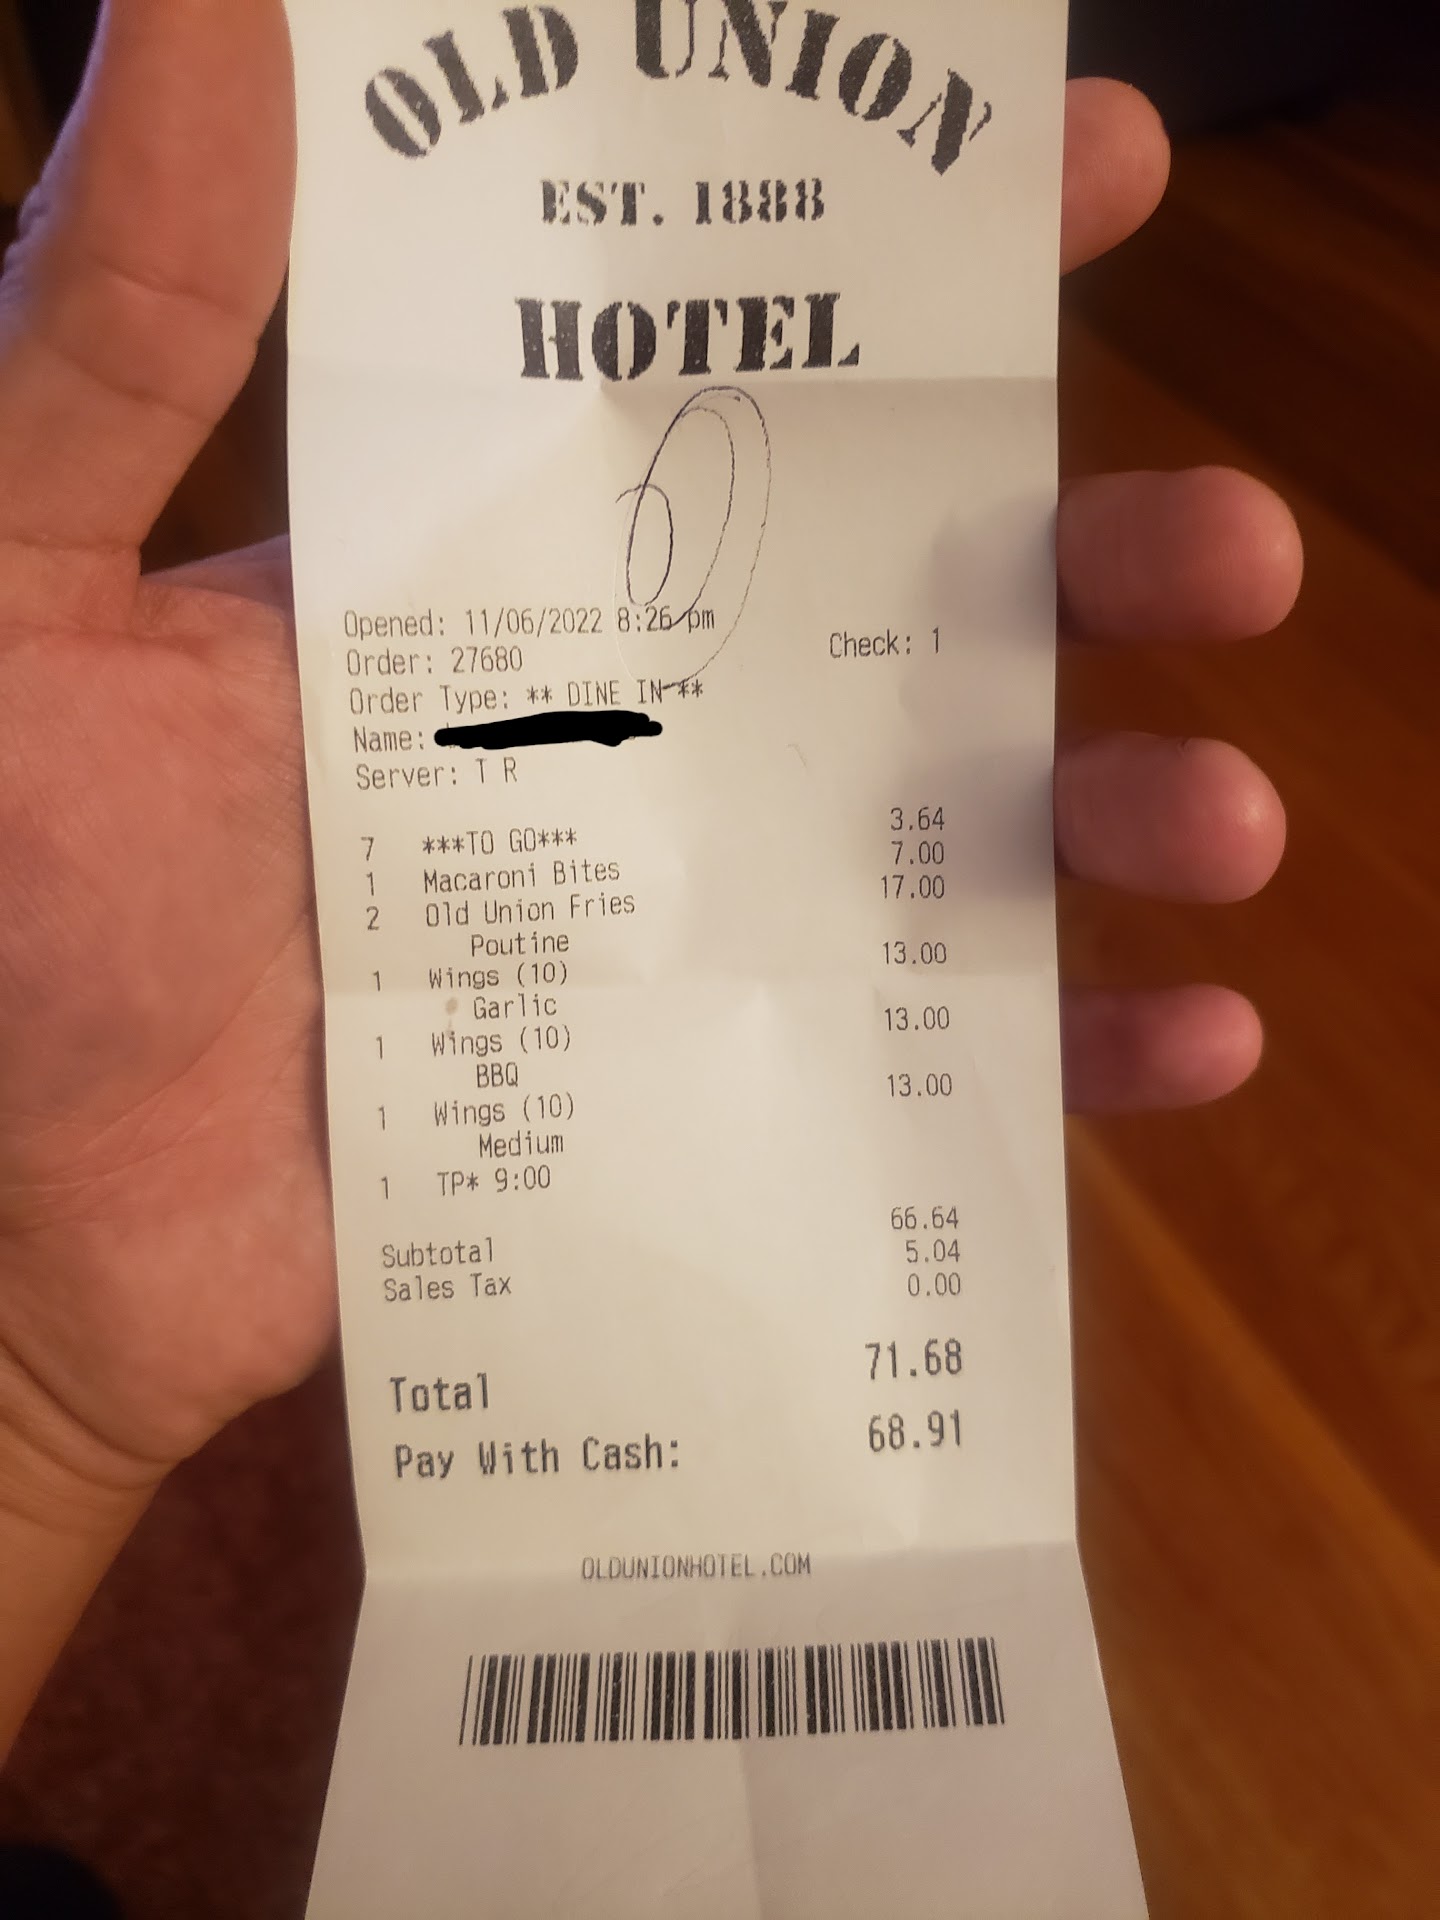 OLD UNION
EST. 1888
HOTEL
Opened: 11/06/2022 8:26 pm
Order: 27680 Check: 1
Order Type: ** DINE IN **
Name:
Server: T R
7 ***TO GO*** 3.64
1 Macaroni Bites 7.00
2 Old Union Fries 17.00
Poutine
1 Wings (10) 13.00
Garlic
1 Wings (10) 13.00
BBQ
1 Wings (10) 13.00
Medium
1 TP* 9:00
Subtotal 66.64
Sales Tax 5.04
0.00
Total 71.68
Pay With Cash: 68.91
OLDUNIONHOTEL.COM